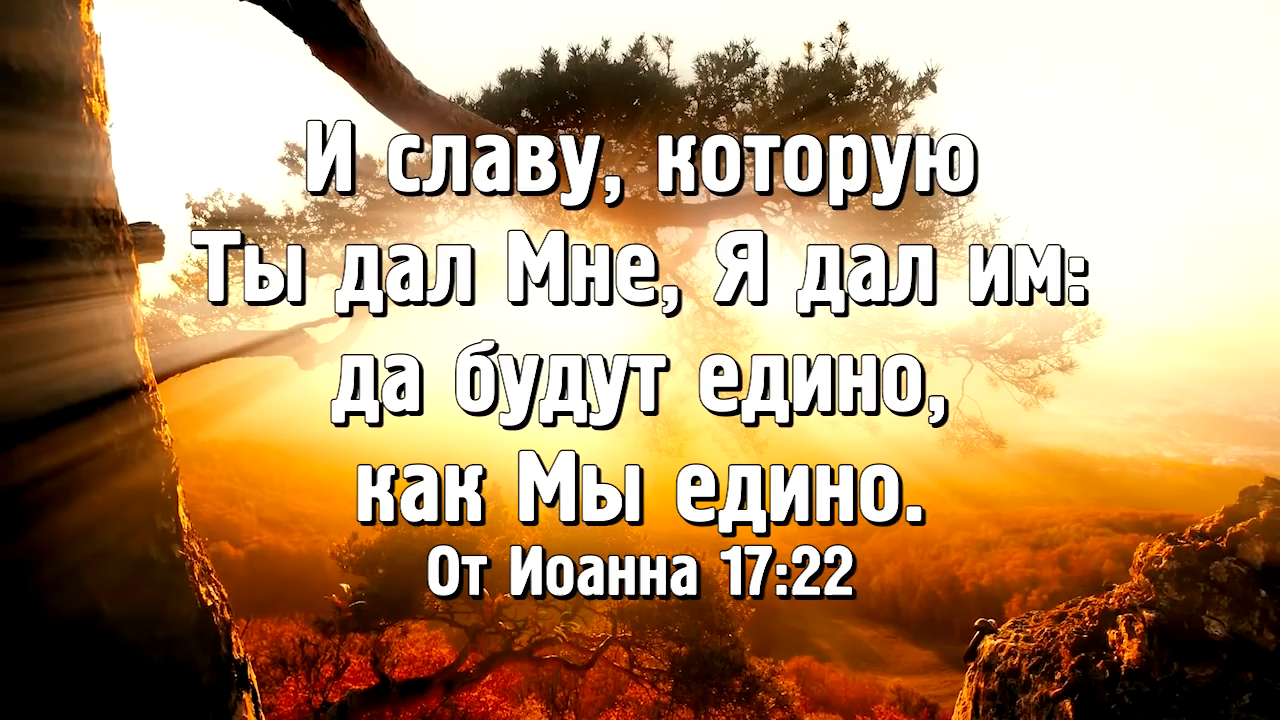 И славу, которую
Ты дал Мне, Я дал им:
да будут едино,
как Мы едино.
От Иоанна 17:22